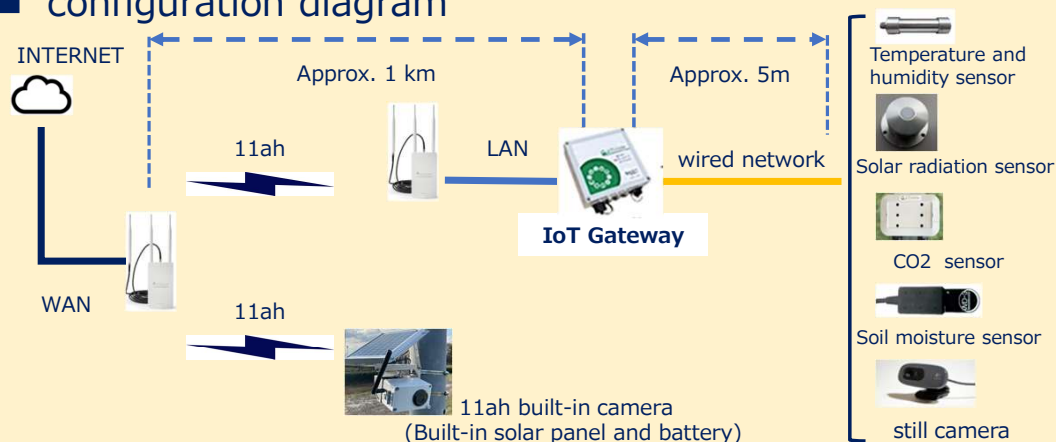 configuration diagram
INTERNET
Approx. 1 km
Approx. 5m
Temperature and
humidity sensor
11ah
LAN
wired network
Solar radiation sensor
IoT Gateway
CO2 sensor
WAN
11ah
Soil moisture sensor
11ah built-in camera
(Built-in solar panel and battery)
still camera